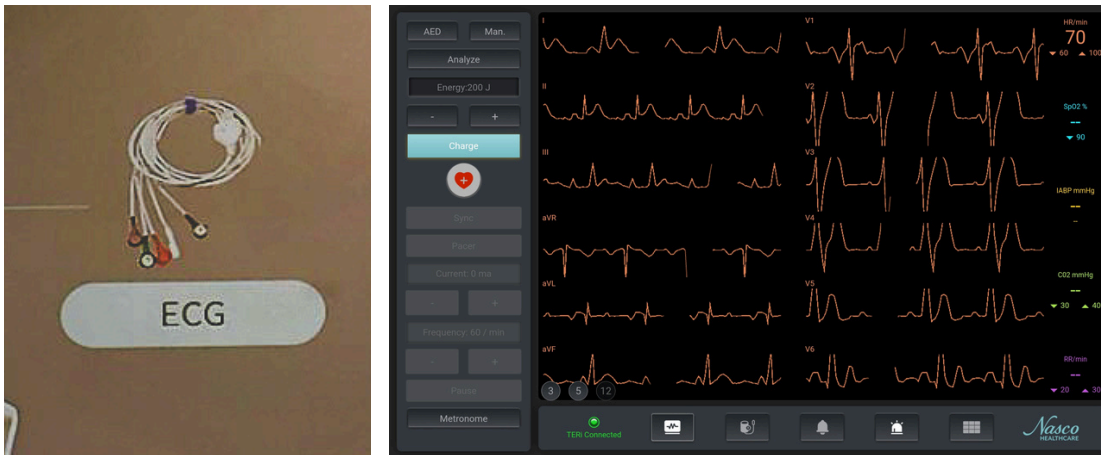 ECG
AED Man.
Analyze
Energy:200 J
- +
Charge
Sync
Pacer
Current: 0 ma
- +
Frequency: 60 / min
- +
Pause
Metronome
I
II
III
aVR
aVL
aVF
3 5 12
V1
V2
V3
V4
V5
V6
HR/min
70
60 100
SpO2 %
--
90
IABP mmHg
--
–
CO2 mmHg
--
30 40
RR/min
--
20 30
TERi Connected
Nasco
HEALTHCARE